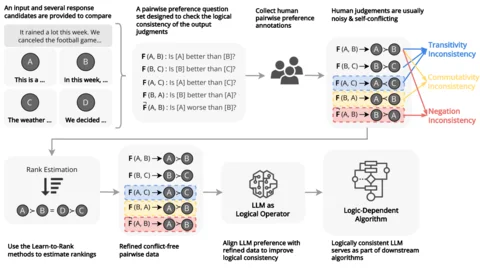 An input and several response
candidates are provided to compare
It rained a lot this week. We
canceled the football game...
A
B
This is a ...
in this week, ...
C
D
The weather ...
We decided ...
A pairwise preference question
set designed to check the logical
consistency of the output
judgments
F (A, B) : Is [A] better than [B]?
F (B, C) : Is [B] better than [C]?
F (A, C) : Is [A] better than [C]?
F (B, A) : Is [B] better than [A]?
F̃ (A, B) : Is [A] worse than [B]?
Collect human
pairwise preference
annotations
Human judgements are usually
noisy & self-conflicting
F (A, B) → A > B
F (B, C) → B > C
F (A, C) → A > C
F (B, A) → A > B
F̃ (A, B) → B > A
Transitivity
Inconsistency
Commutativity
Inconsistency
Negation
Inconsistency
Rank Estimation
A > B = D > C
Use the Learn-to-Rank
methods to estimate rankings
F (A, B) → A > B
F (B, C) → B > C
F (A, C) → A > C
F (B, A) → A > B
F̃ (A, B) → A > B
Refined conflict-free
pairwise data
LLM as
Logical Operator
Align LLM preference with
refined data to improve
logical consistency
Logic-Dependent
Algorithm
Logically consistent LLM
serves as part of downstream
algorithms